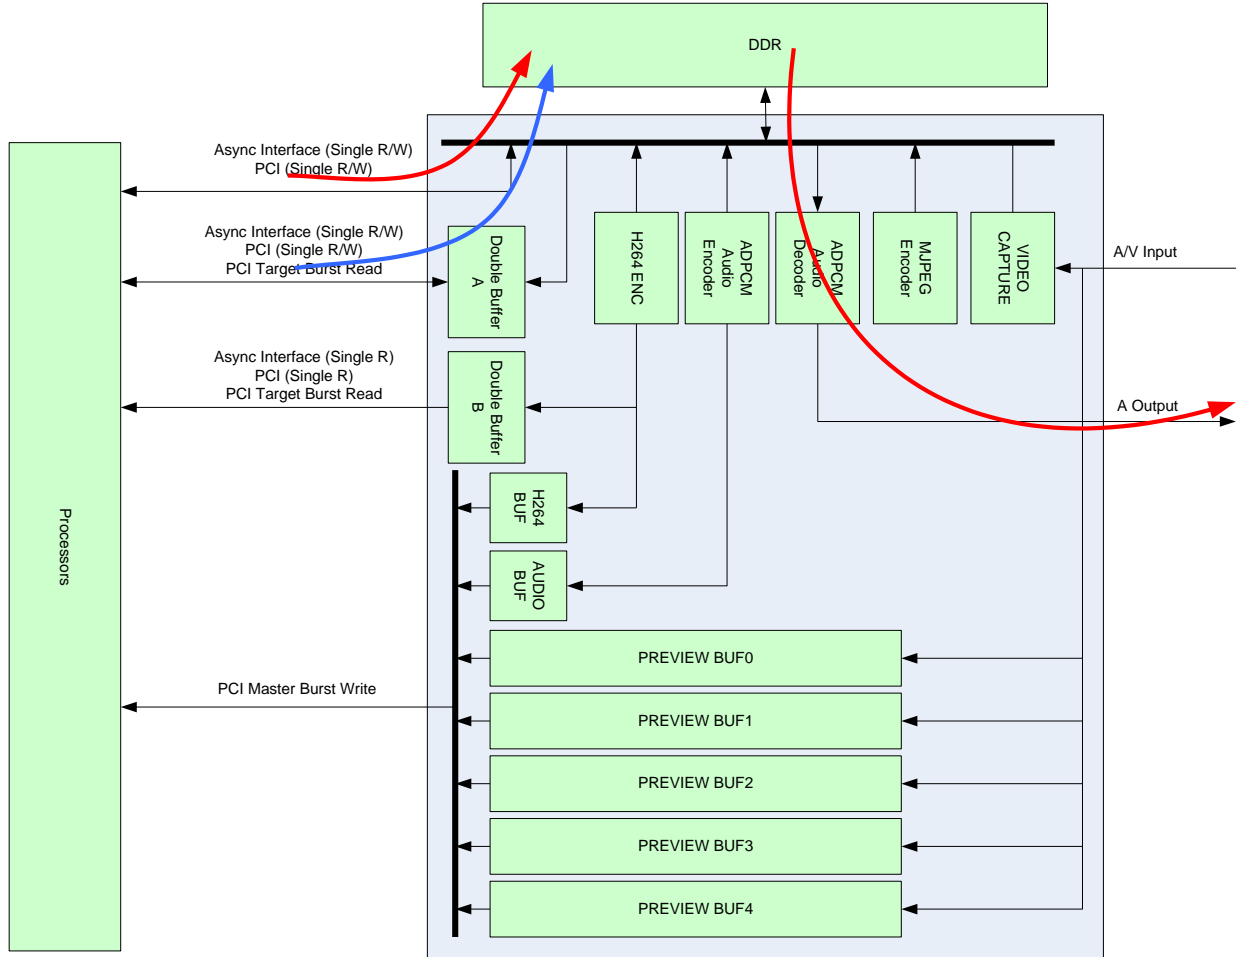 DDR
Async Interface (Single R/W)
PCI (Single R/W)
Async Interface (Single R/W)
PCI (Single R/W)
PCI Target Burst Read
Double Buffer
A
H264 ENC
ADPCM
Audio
Encoder
ADPCM
Audio
Decoder
MJPEG
Encoder
VIDEO
CAPTURE
A/V Input
Async Interface (Single R)
PCI (Single R)
PCI Target Burst Read
Double Buffer
B
A Output
Processors
H264
BUF
AUDIO
BUF
PREVIEW BUF0
PCI Master Burst Write
PREVIEW BUF1
PREVIEW BUF2
PREVIEW BUF3
PREVIEW BUF4